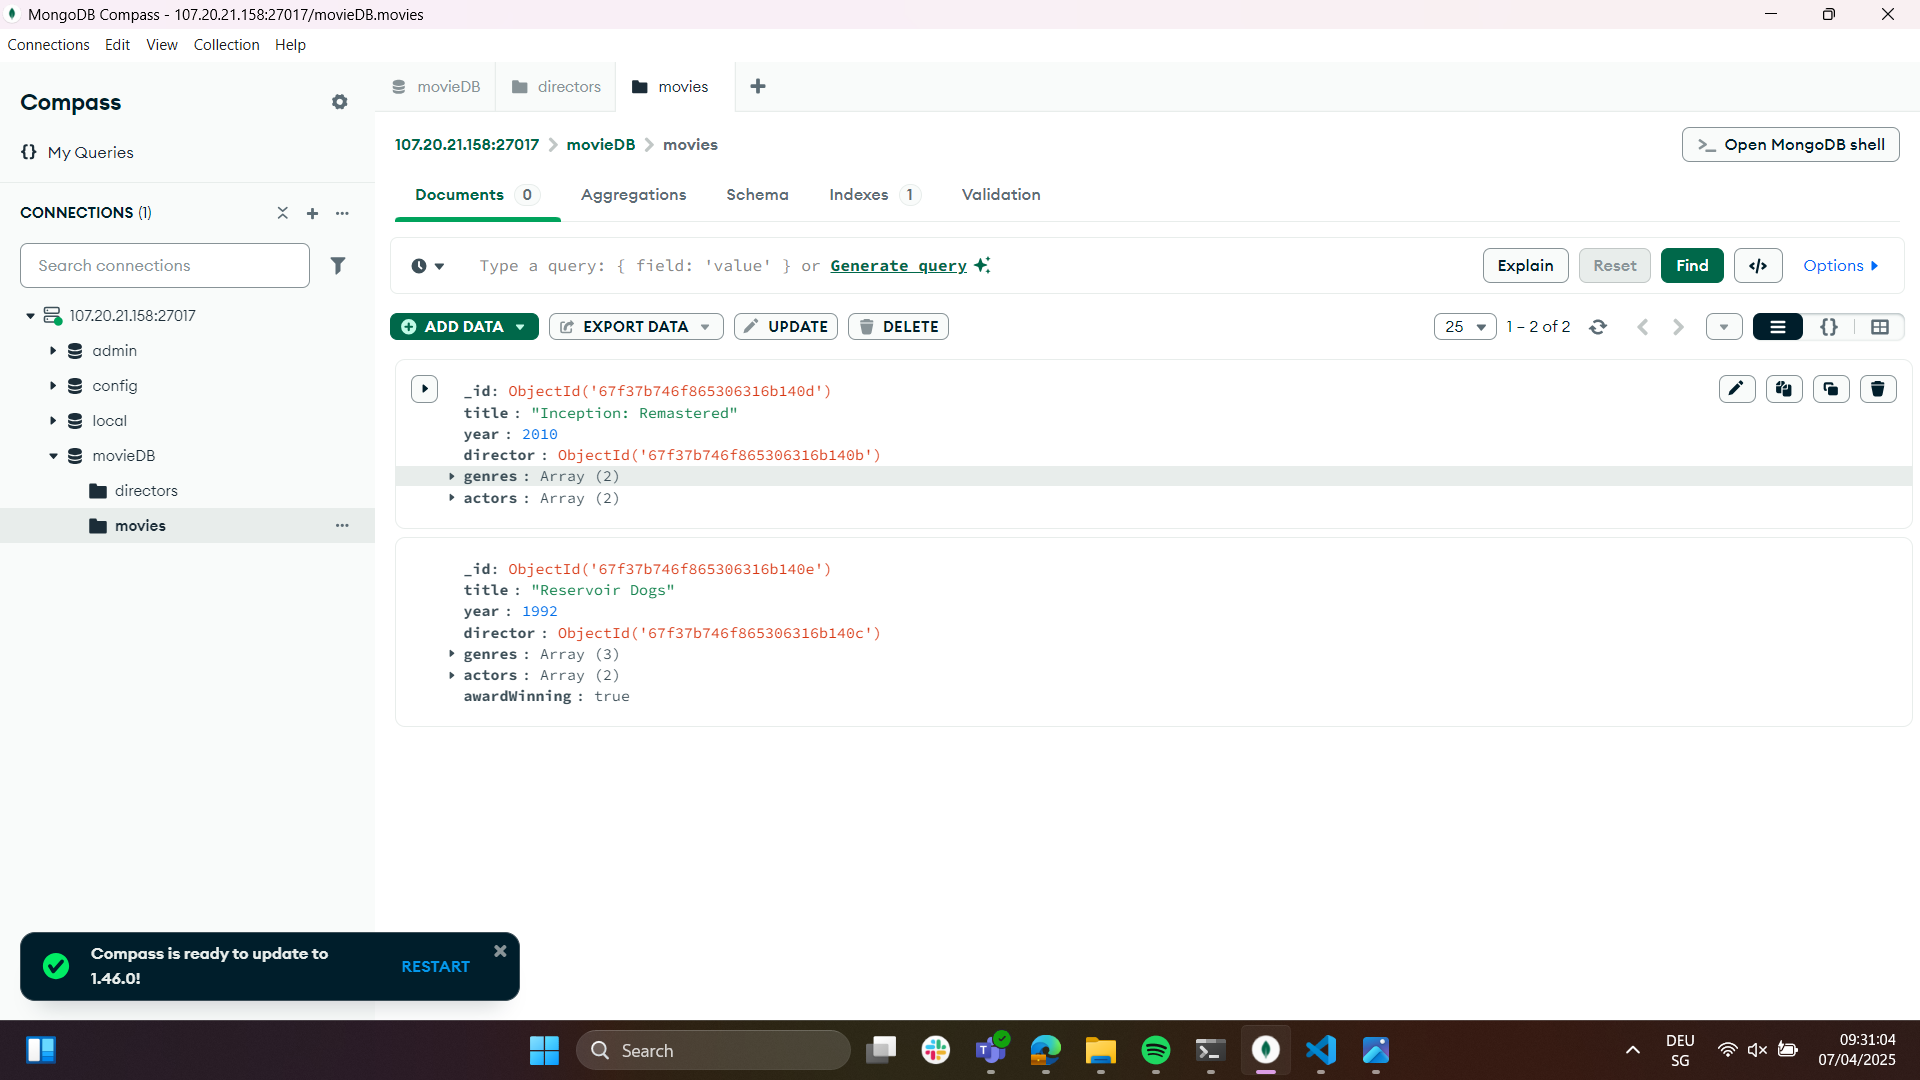 MongoDB Compass - 107.20.21.158:27017/movieDB.movies
Connections Edit View Collection Help
Compass
My Queries
CONNECTIONS (1)
Search connections
107.20.21.158:27017
admin
config
local
movieDB
directors
movies
movieDB directors movies
107.20.21.158:27017 movieDB movies
Open MongoDB shell
Documents 0 Aggregations Schema Indexes 1 Validation
Type a query: { field: 'value' } or Generate query
Explain Reset Find </> Options
ADD DATA EXPORT DATA UPDATE DELETE
25 1 – 2 of 2 {}
_id: ObjectId('67f37b746f865306316b140d')
title : "Inception: Remastered"
year : 2010
director : ObjectId('67f37b746f865306316b140b')
genres : Array (2)
actors : Array (2)
_id: ObjectId('67f37b746f865306316b140e')
title : "Reservoir Dogs"
year : 1992
director : ObjectId('67f37b746f865306316b140c')
genres : Array (3)
actors : Array (2)
awardWinning : true
Compass is ready to update to
1.46.0!
RESTART
Search
DEU
SG
09:31:04
07/04/2025